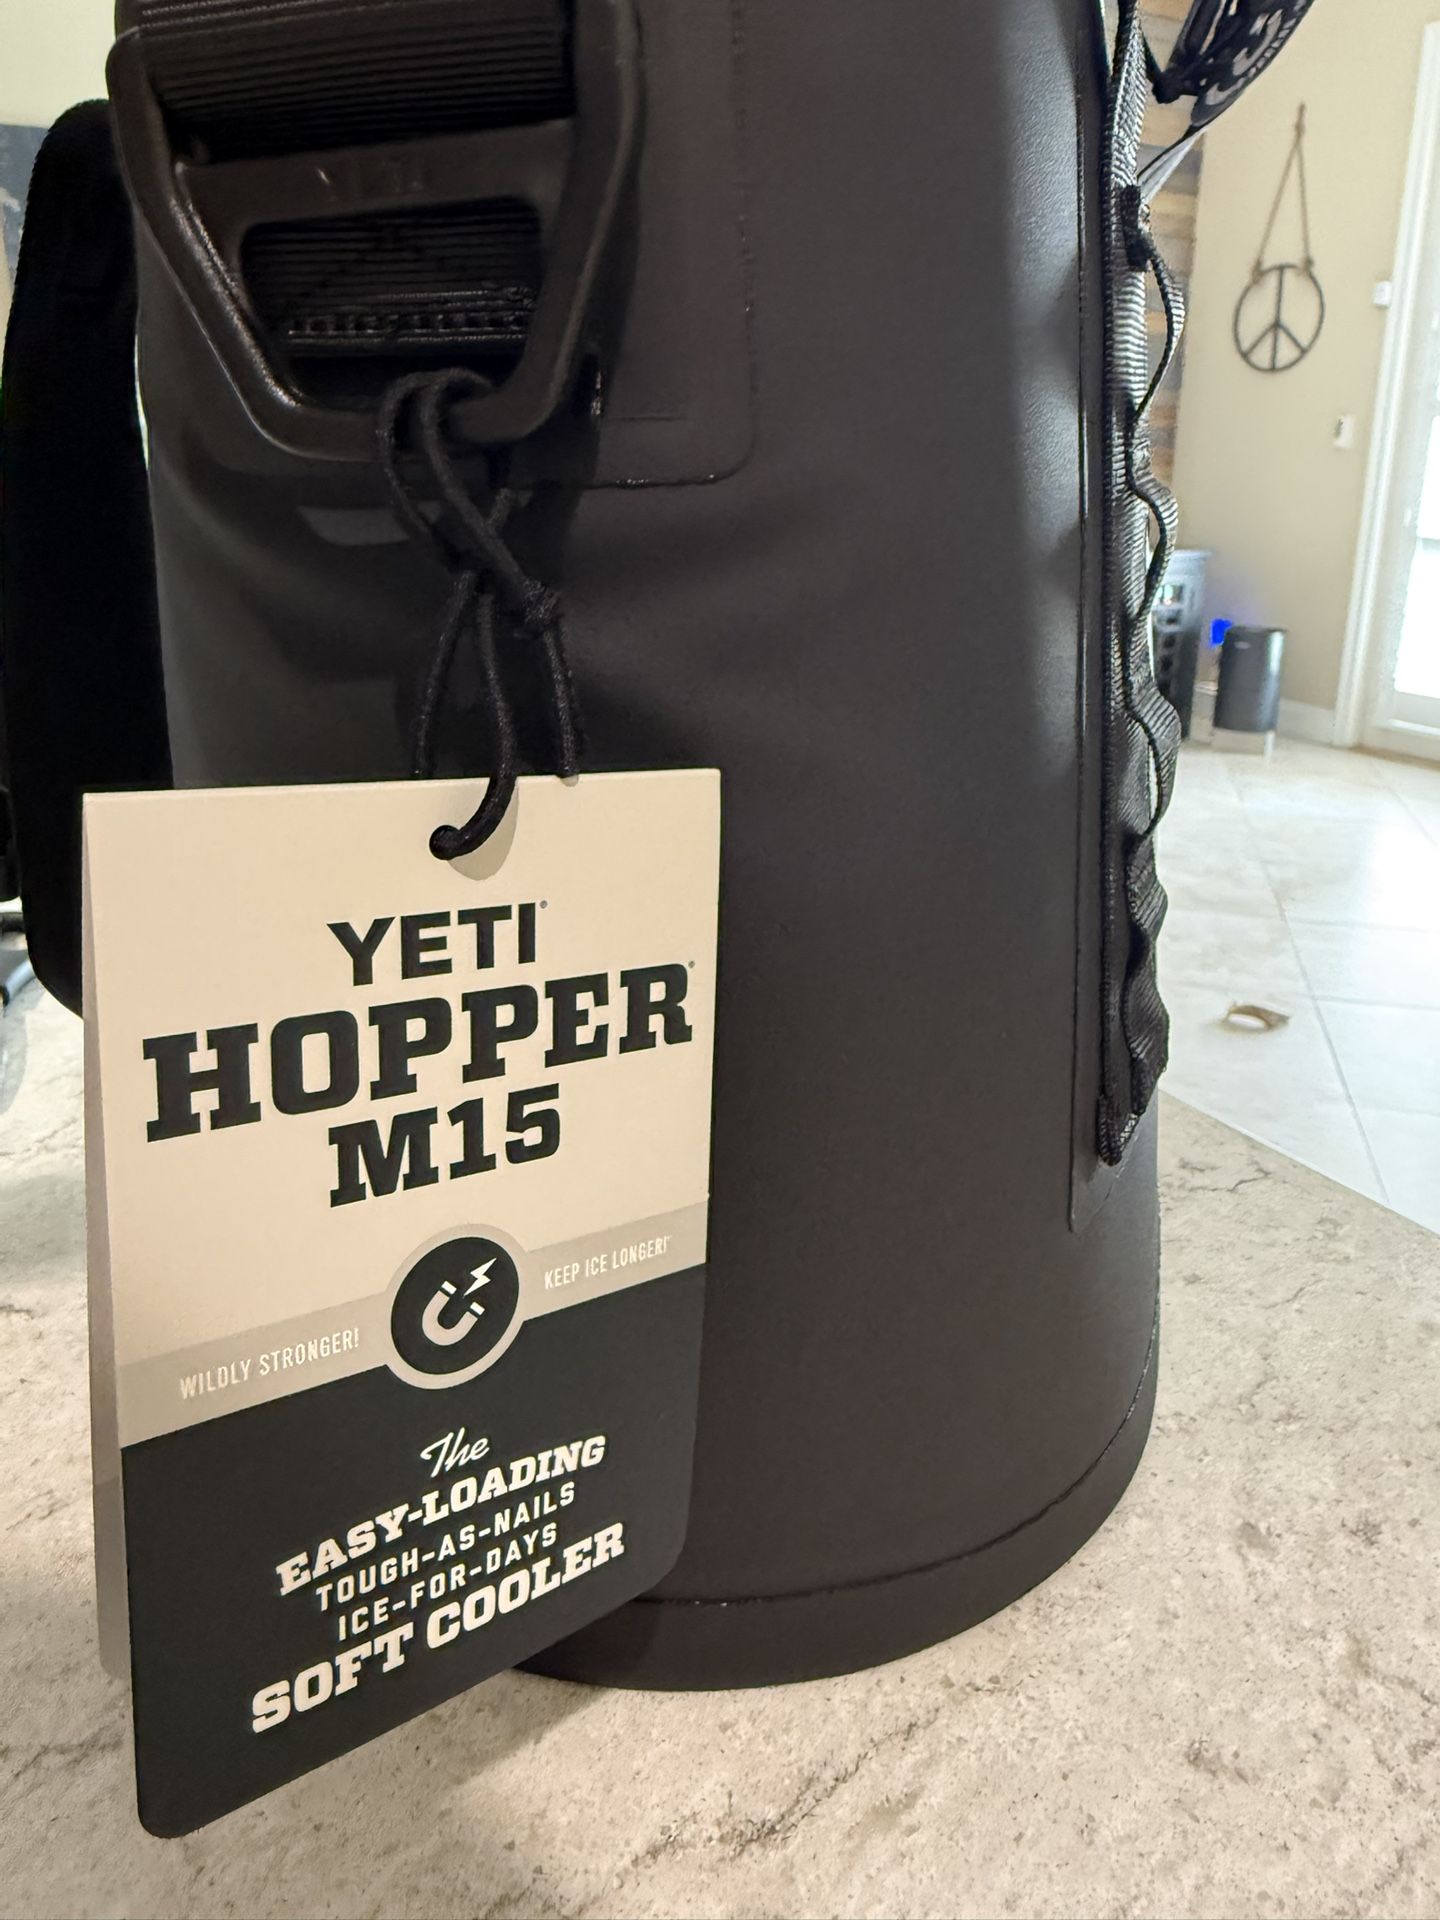 YETI®
HOPPER®
M15
WILDLY STRONGER!
KEEP ICE LONGER!™
The
EASY-LOADING
TOUGH-AS-NAILS
ICE-FOR-DAYS
SOFT COOLER